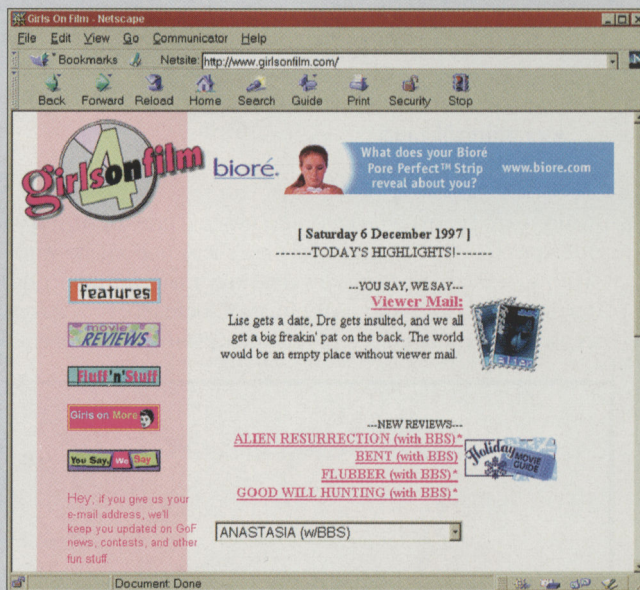 Girls On Film - Netscape
File Edit View Go Communicator Help
Bookmarks Netsite: http://www.girlsonfilm.com/
Back Forward Reload Home Search Guide Print Security Stop
4
girlsonfilm
bioré.
What does your Bioré
Pore Perfect™ Strip
reveal about you?
www.biore.com
[ Saturday 6 December 1997 ]
-------TODAY'S HIGHLIGHTS!-------
---YOU SAY, WE SAY---
Viewer Mail:
Lise gets a date, Dre gets insulted, and we all
get a big freakin' pat on the back. The world
would be an empty place without viewer mail.
features
movie
REVIEWS
Fluff'n'Stuff
Girls on More
You Say, We Say
---NEW REVIEWS---
ALIEN RESURRECTION (with BBS)*
BENT (with BBS)
FLUBBER (with BBS)*
GOOD WILL HUNTING (with BBS)*
Holiday MOVIE
GUIDE
ANASTASIA (w/BBS)
Hey, if you give us your
e-mail address, we'll
keep you updated on GoF
news, contests, and other
fun stuff.
Document: Done